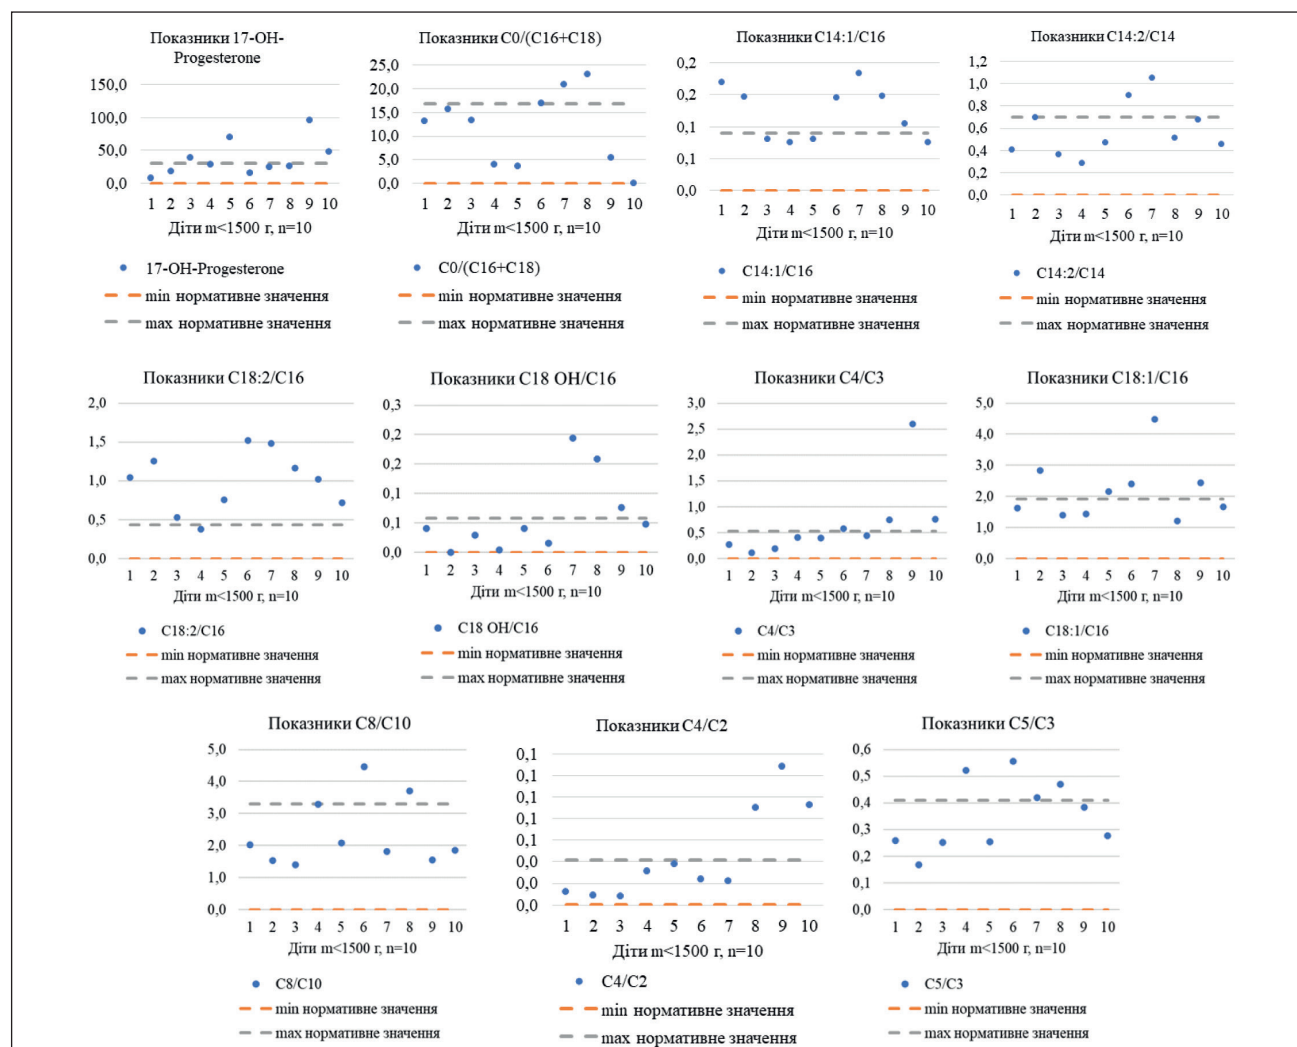 Показники 17-OH-
Progesterone
150,0
100,0
50,0
0,0
1 2 3 4 5 6 7 8 9 10
Діти m<1500 г, n=10
17-OH-Progesterone
min нормативне значення
max нормативне значення
Показники C0/(C16+C18)
25,0
20,0
15,0
10,0
5,0
0,0
1 2 3 4 5 6 7 8 9 10
Діти m<1500 г, n=10
C0/(C16+C18)
min нормативне значення
max нормативне значення
Показники C14:1/C16
0,2
0,2
0,1
0,1
0,0
1 2 3 4 5 6 7 8 9 10
Діти m<1500 г, n=10
C14:1/C16
min нормативне значення
max нормативне значення
Показники C14:2/C14
1,2
1,0
0,8
0,6
0,4
0,2
0,0
1 2 3 4 5 6 7 8 9 10
Діти m<1500 г, n=10
C14:2/C14
min нормативне значення
max нормативне значення
Показники C18:2/C16
2,0
1,5
1,0
0,5
0,0
1 2 3 4 5 6 7 8 9 10
Діти m<1500 г, n=10
C18:2/C16
min нормативне значення
max нормативне значення
Показники C18 OH/C16
0,3
0,2
0,2
0,1
0,1
0,0
1 2 3 4 5 6 7 8 9 10
Діти m<1500 г, n=10
C18 OH/C16
min нормативне значення
max нормативне значення
Показники C4/C3
3,0
2,5
2,0
1,5
1,0
0,5
0,0
1 2 3 4 5 6 7 8 9 10
Діти m<1500 г, n=10
C4/C3
min нормативне значення
max нормативне значення
Показники C18:1/C16
5,0
4,0
3,0
2,0
1,0
0,0
1 2 3 4 5 6 7 8 9 10
Діти m<1500 г, n=10
C18:1/C16
min нормативне значення
max нормативне значення
Показники C8/C10
5,0
4,0
3,0
2,0
1,0
0,0
1 2 3 4 5 6 7 8 9 10
Діти m<1500 г, n=10
C8/C10
min нормативне значення
max нормативне значення
Показники C4/C2
0,1
0,1
0,1
0,1
0,1
0,0
0,0
0,0
1 2 3 4 5 6 7 8 9 10
Діти m<1500 г, n=10
C4/C2
min нормативне значення
max нормативне значення
Показники C5/C3
0,6
0,5
0,4
0,3
0,2
0,1
0,0
1 2 3 4 5 6 7 8 9 10
Діти m<1500 г, n=10
C5/C3
min нормативне значення
max нормативне значення